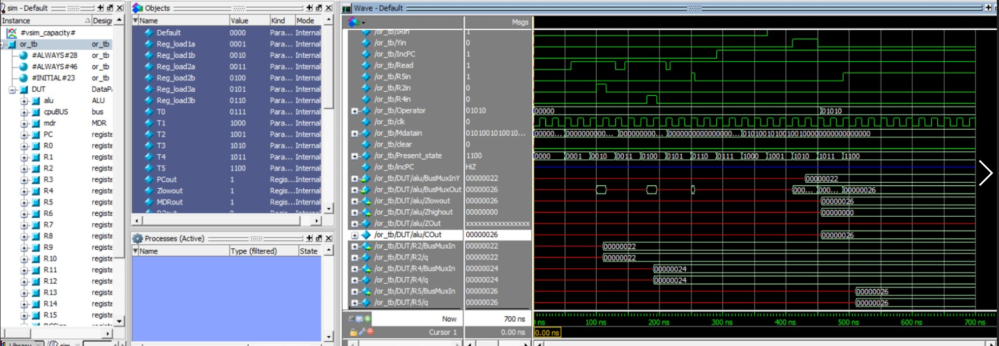 sim - Default
Instance Design
#vsim_capacity#
or_tb or_tb
#ALWAYS#28 or_tb
#ALWAYS#46 or_tb
#INITIAL#23 or_tb
DUT DataPa
alu ALU
cpuBUS bus
mdr MDR
PC registe
R0 registe
R1 registe
R2 registe
R3 registe
R4 registe
R5 registe
R6 registe
R7 registe
R8 registe
R9 registe
R10 registe
R11 registe
R12 registe
R13 registe
R14 registe
R15 registe
Library sim
Objects
Name Value Kind Mode
Default 0000 Para... Internal
Reg_load1a 0001 Para... Internal
Reg_load1b 0010 Para... Internal
Reg_load2a 0011 Para... Internal
Reg_load2b 0100 Para... Internal
Reg_load3a 0101 Para... Internal
Reg_load3b 0110 Para... Internal
T0 0111 Para... Internal
T1 1000 Para... Internal
T2 1001 Para... Internal
T3 1010 Para... Internal
T4 1011 Para... Internal
T5 1100 Para... Internal
PCout 1 Regis... Internal
Zlowout 1 Regis... Internal
MDRout 1 Regis... Internal
Processes (Active)
Name Type (filtered) State
Wave - Default
Msgs
/or_tb/IRin 1
/or_tb/Yin 0
/or_tb/IncPC 1
/or_tb/Read 1
/or_tb/R5in 1
/or_tb/R2in 0
/or_tb/R4in 0
/or_tb/Operator 01010 00000 01010
/or_tb/clk 0
/or_tb/Mdatain 0101001010010... 00000... 0000000000... 000000000... 0000000000000000... 01010010100100100000000000000000
/or_tb/clear 0
/or_tb/Present_state 1100 0000 0001 0010 0011 0100 0101 0110 0111 1000 1001 1010 1011 1100
/or_tb/incPC HiZ
/or_tb/DUT/alu/BusMuxInY 00000022 00000022
/or_tb/DUT/alu/BusMuxOut 00000026 000... 000... 00000026
/or_tb/DUT/alu/Zlowout 00000026 00000026
/or_tb/DUT/alu/Zhighout 00000000 00000000
/or_tb/DUT/alu/ZOut xxxxxxxxxxxxxxxx
/or_tb/DUT/alu/COut 00000026 00000026
/or_tb/DUT/R2/BusMuxIn 00000022 00000022
/or_tb/DUT/R2/q 00000022 00000022
/or_tb/DUT/R4/BusMuxIn 00000024 00000024
/or_tb/DUT/R4/q 00000024 00000024
/or_tb/DUT/R5/BusMuxIn 00000026 00000026
/or_tb/DUT/R5/q 00000026 00000026
Now 700 ns ns 100 ns 200 ns 300 ns 400 ns 500 ns 600 ns 700 ns
Cursor 1 0.00 ns 0.00 ns